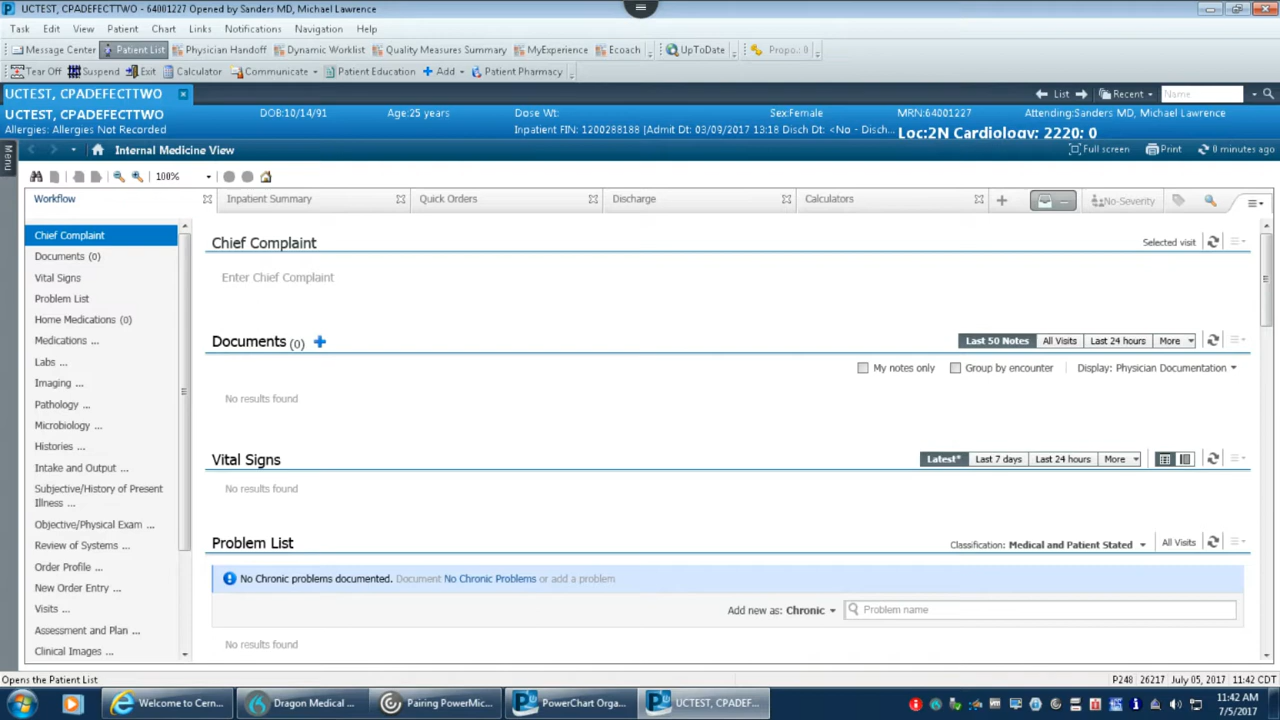 UCTEST, CPADEFECTTWO - 64001227 Opened by Sanders MD, Michael Lawrence
Task Edit View Patient Chart Links Notifications Navigation Help
Message Center Patient List Physician Handoff Dynamic Worklist Quality Measures Summary MyExperience Ecoach UpToDate Propo.. 0
Tear Off Suspend Exit Calculator Communicate Patient Education Add Patient Pharmacy
UCTEST, CPADEFECTTWO List Recent Name
UCTEST, CPADEFECTTWO DOB:10/14/91 Age:25 years Dose Wt: Sex:Female MRN:64001227 Attending:Sanders MD, Michael Lawrence
Allergies: Allergies Not Recorded Inpatient FIN: 1200288188 [Admit Dt: 03/09/2017 13:18 Disch Dt: <No - Disch... Loc:2N Cardiology; 2220; 0
Menu
Internal Medicine View Full screen Print 0 minutes ago
100%
Workflow Inpatient Summary Quick Orders Discharge Calculators No-Severity
Chief Complaint
Documents (0)
Vital Signs
Problem List
Home Medications (0)
Medications ...
Labs ...
Imaging ...
Pathology ...
Microbiology ...
Histories ...
Intake and Output ...
Subjective/History of Present
Illness ...
Objective/Physical Exam ...
Review of Systems ...
Order Profile ...
New Order Entry ...
Visits ...
Assessment and Plan ...
Clinical Images ...
Chief Complaint Selected visit
Enter Chief Complaint
Documents (0) Last 50 Notes All Visits Last 24 hours More
My notes only Group by encounter Display: Physician Documentation
No results found
Vital Signs Latest* Last 7 days Last 24 hours More
No results found
Problem List Classification: Medical and Patient Stated All Visits
No Chronic problems documented. Document No Chronic Problems or add a problem
Add new as: Chronic Problem name
No results found
Opens the Patient List P248 26217 July 05, 2017 11:42 CDT
Welcome to Cern... Dragon Medical ... Pairing PowerMic... PowerChart Orga... UCTEST, CPADEF... 11:42 AM
7/5/2017